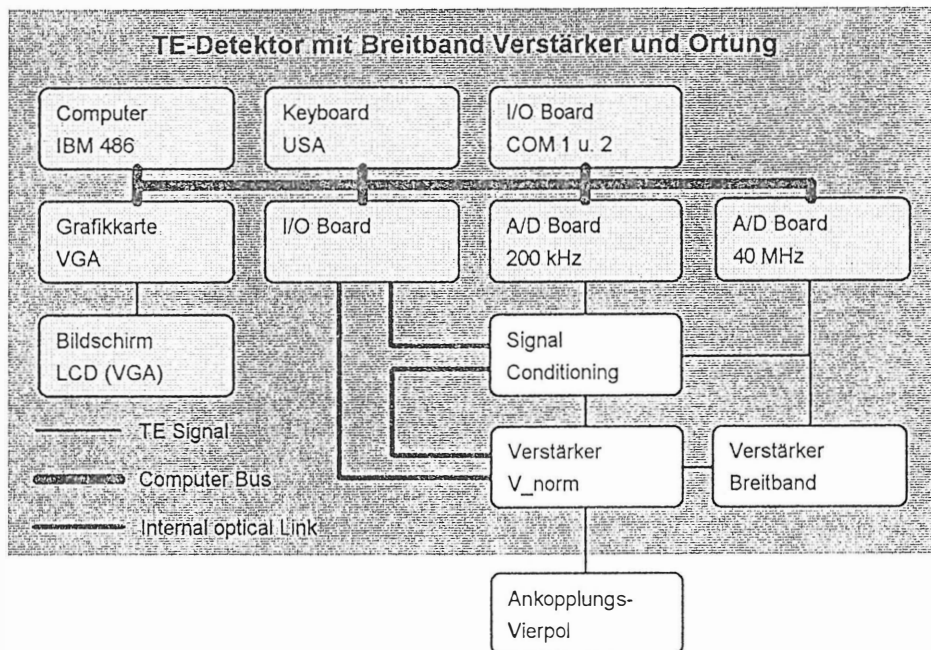 TE-Detektor mit Breitband Verstärker und Ortung
Computer
IBM 486
Keyboard
USA
I/O Board
COM 1 u. 2
Grafikkarte
VGA
I/O Board
A/D Board
200 kHz
A/D Board
40 MHz
Bildschirm
LCD (VGA)
Signal
Conditioning
TE Signal
Computer Bus
Internal optical Link
Verstärker
V_norm
Verstärker
Breitband
Ankopplungs-
Vierpol